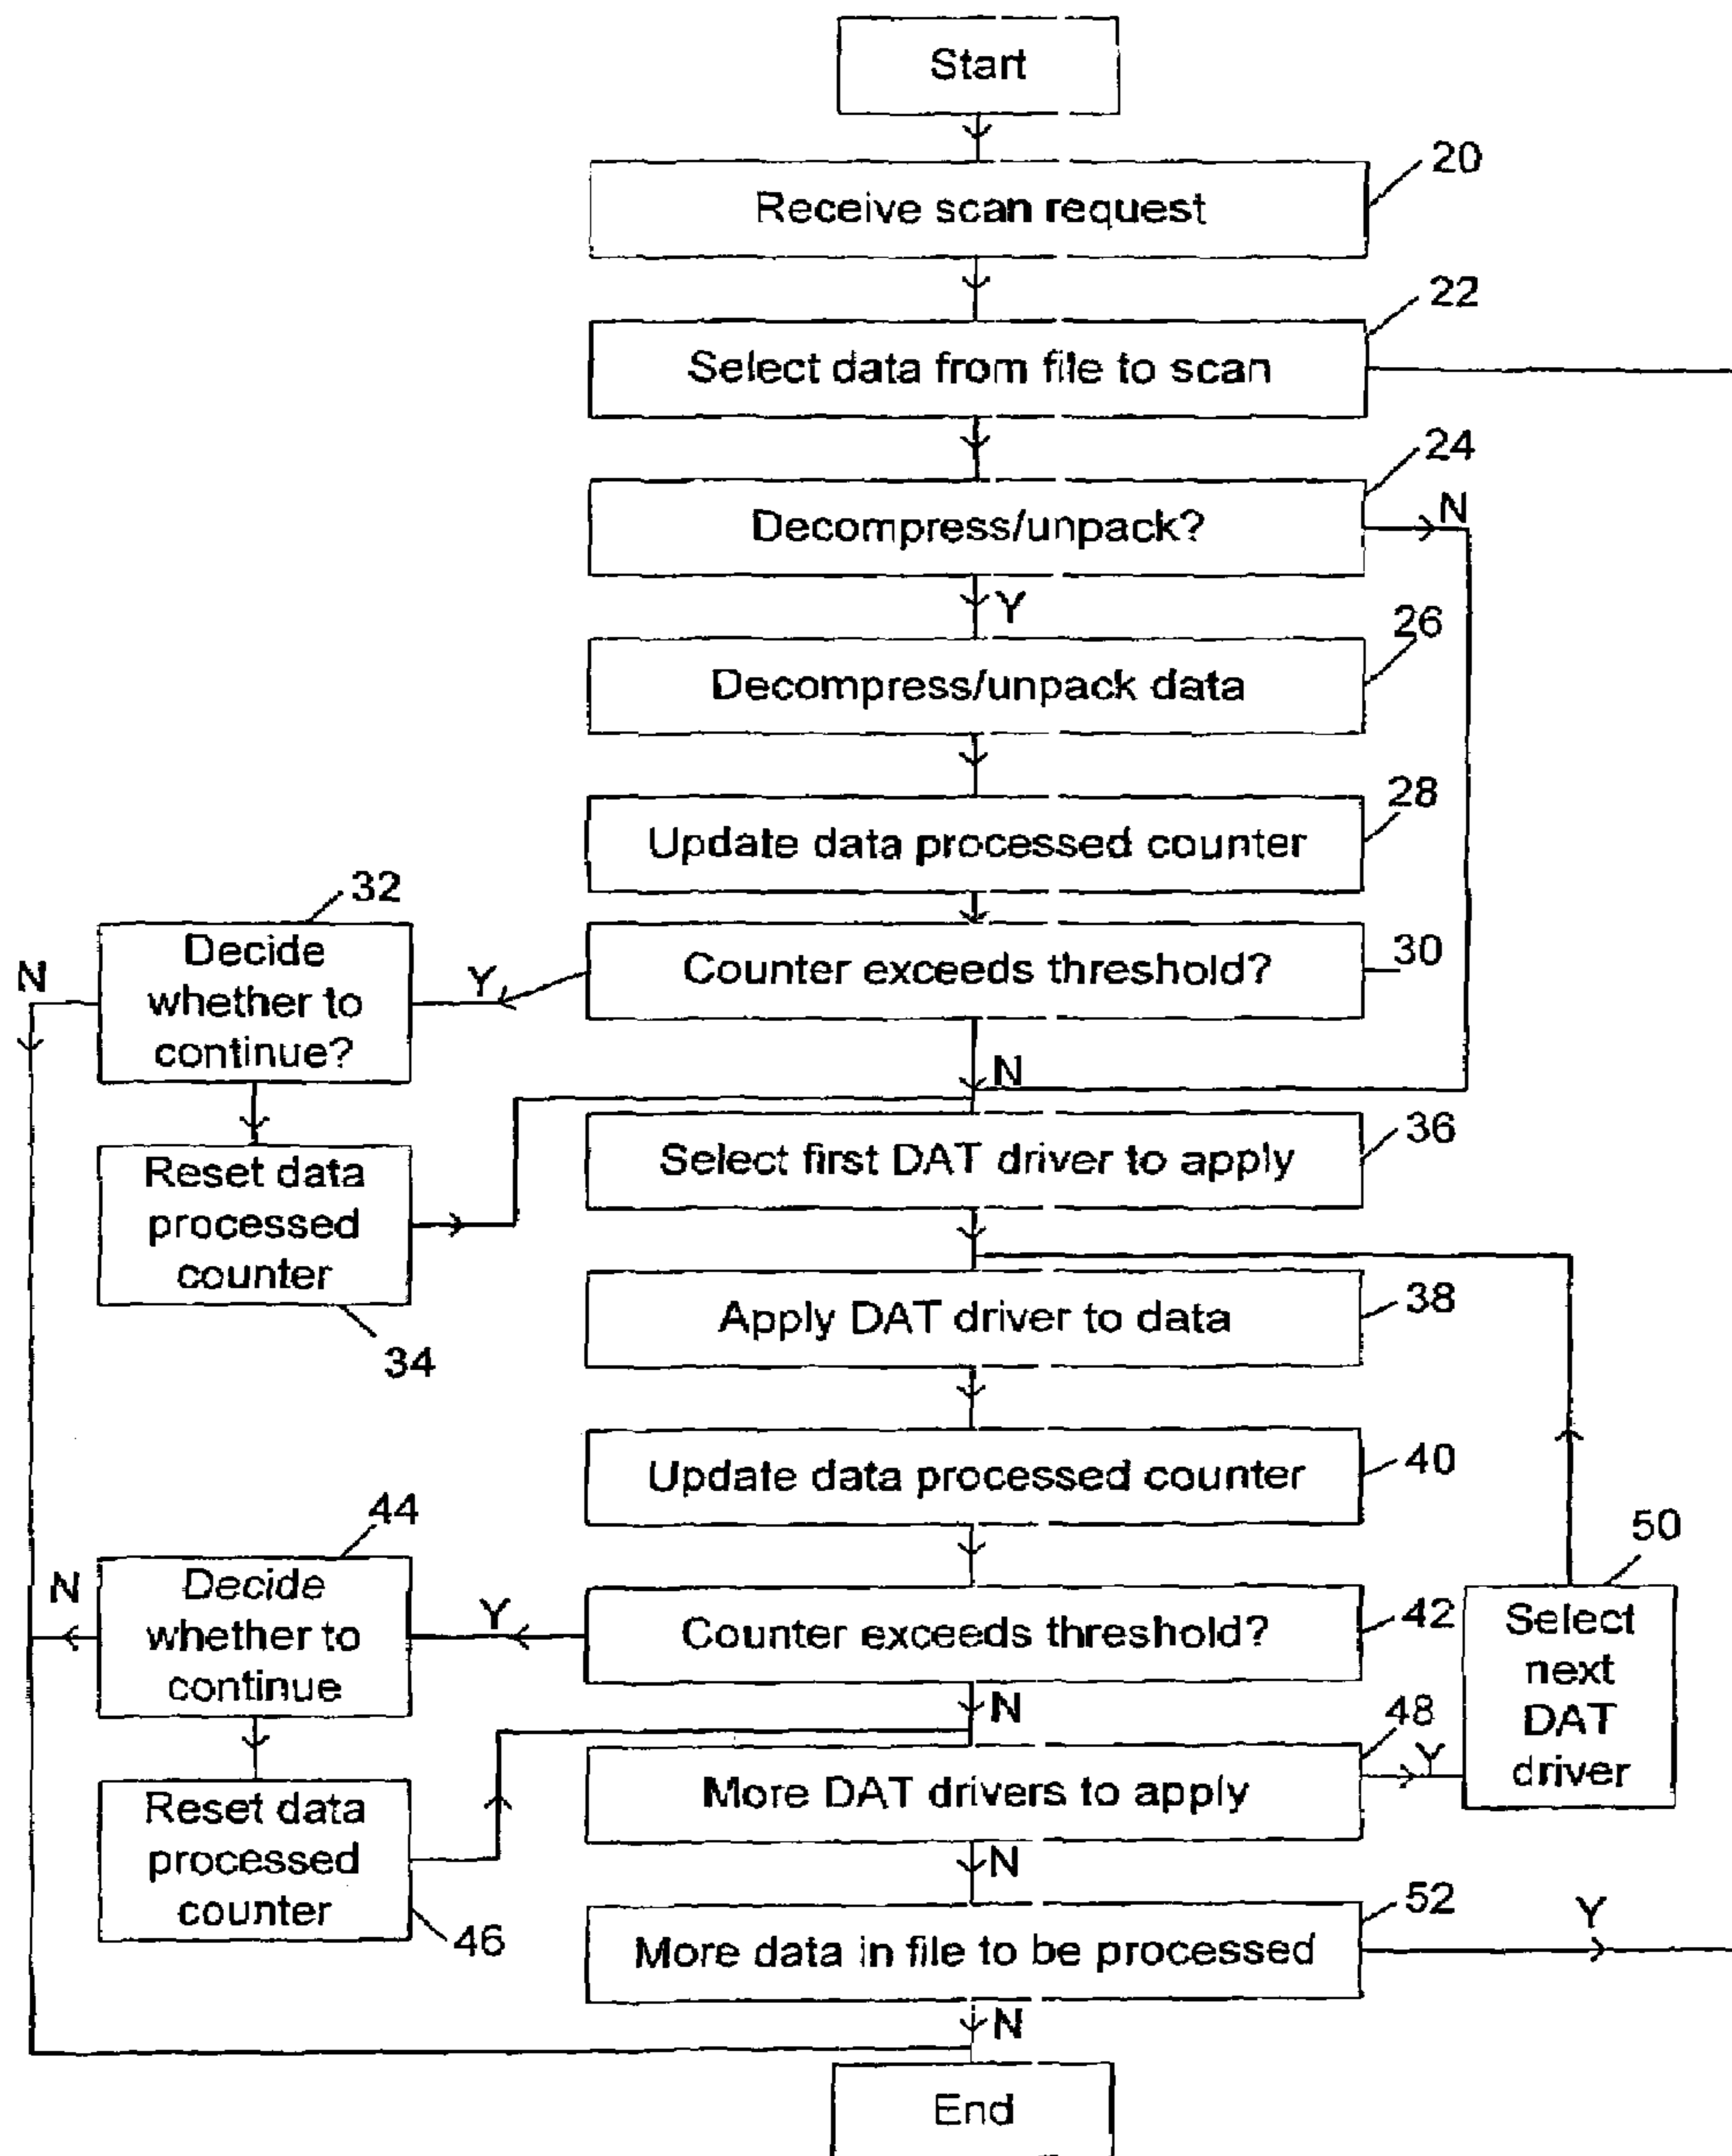 Start
20
Receive scan request
22
Select data from file to scan
24
Decompress/unpack?
N
Y
26
Decompress/unpack data
28
Update data processed counter
32
Decide
whether to
continue?
N
Y
Counter exceeds threshold?
30
N
Reset data
processed
counter
34
36
Select first DAT driver to apply
Apply DAT driver to data
38
Update data processed counter
40
44
Decide
whether to
continue
N
Y
Counter exceeds threshold?
42
N
50
Select
next
DAT
driver
48
More DAT drivers to apply
Y
N
Reset data
processed
counter
46
52
More data in file to be processed
Y
N
End